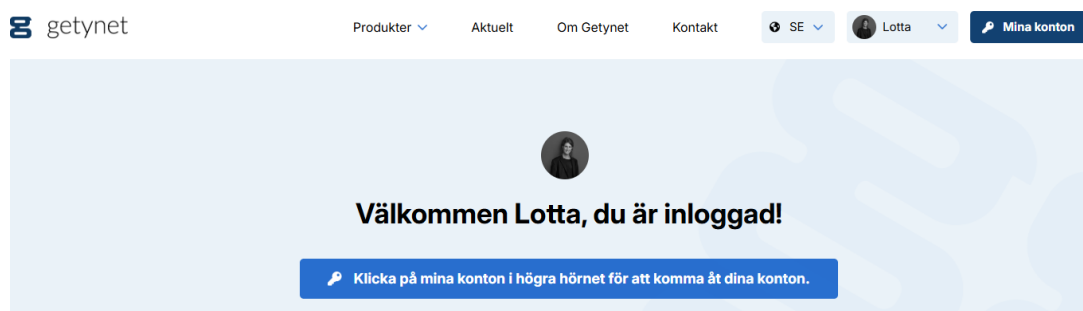 getynet
Produkter
Aktuelt
Om Getynet
Kontakt
SE
Lotta
Mina konton
Välkommen Lotta, du är inloggad!
Klicka på mina konton i högra hörnet för att komma åt dina konton.